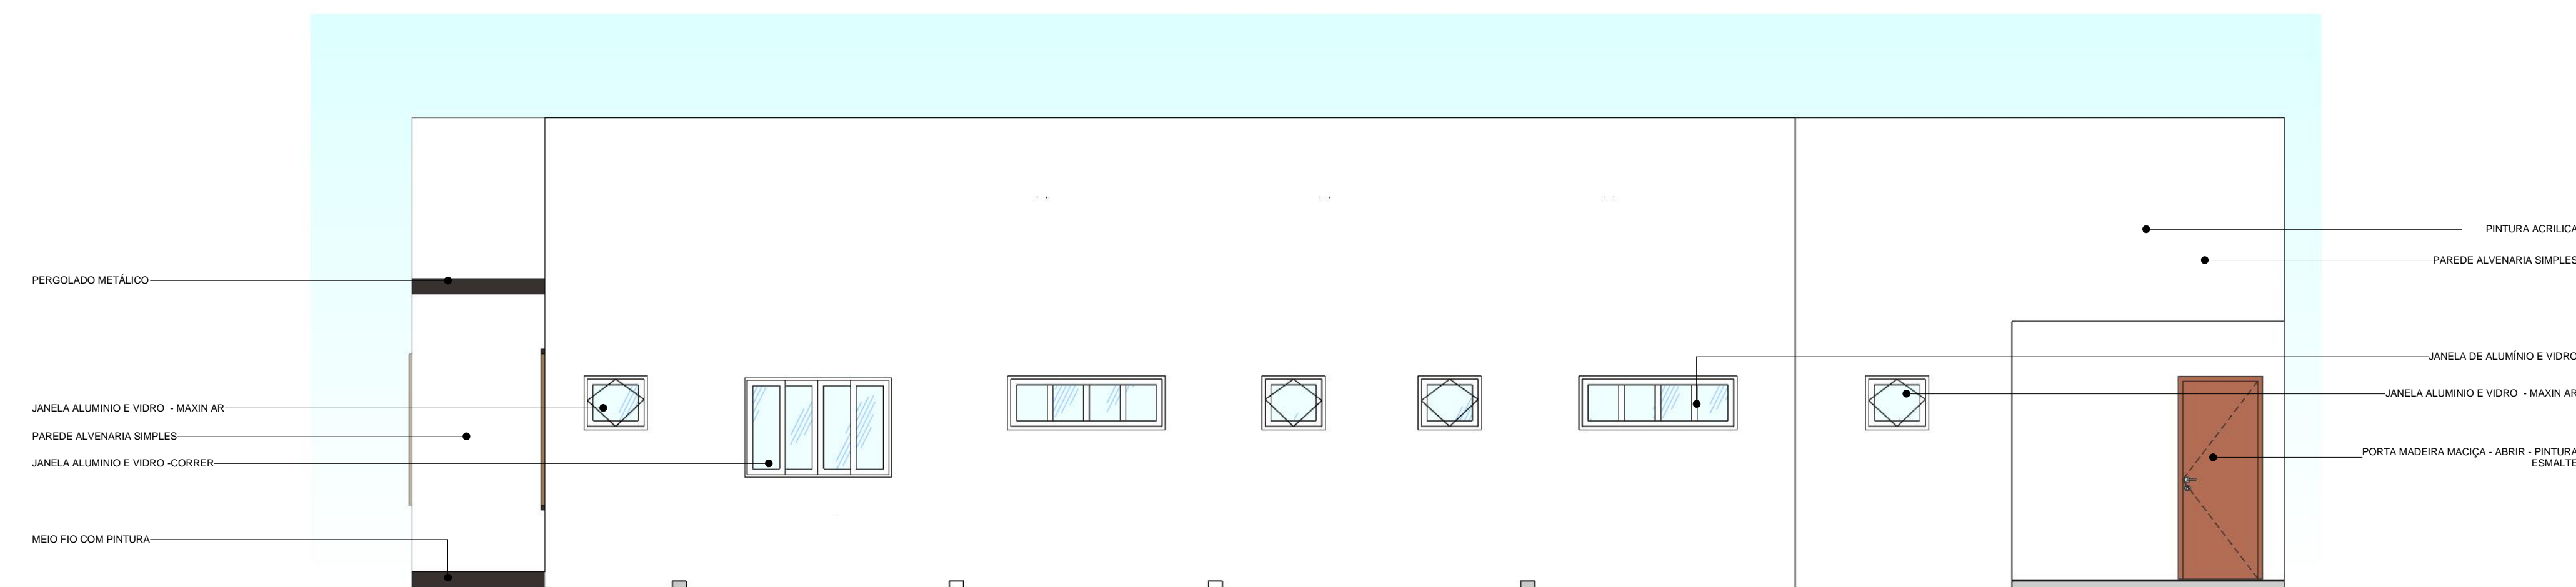 PERGOLADO METÁLICO
JANELA ALUMINIO E VIDRO - MAXIN AR
PAREDE ALVENARIA SIMPLES
JANELA ALUMINIO E VIDRO -CORRER
MEIO FIO COM PINTURA
PINTURA ACRILICA
PAREDE ALVENARIA SIMPLES
JANELA DE ALUMÍNIO E VIDRO
JANELA ALUMINIO E VIDRO - MAXIN AR
PORTA MADEIRA MACIÇA - ABRIR - PINTURA
ESMALTE